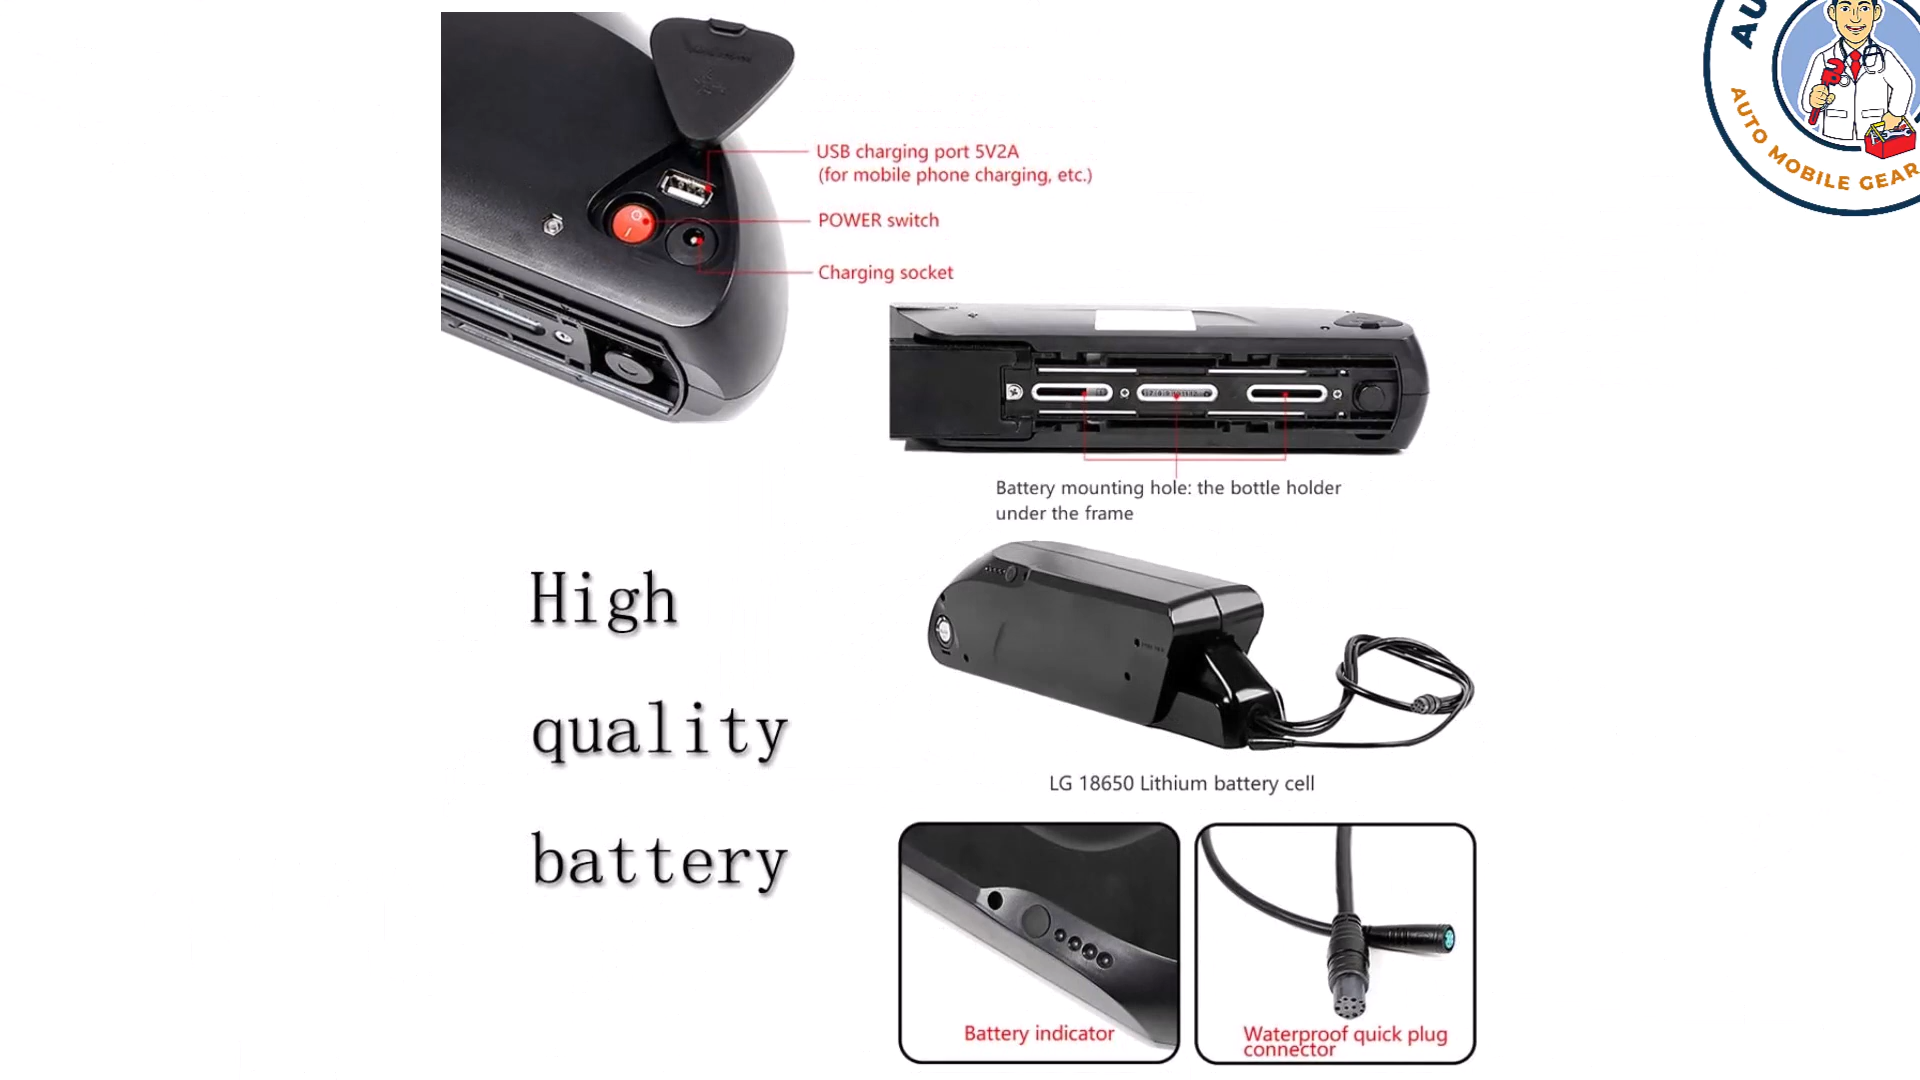 AU
AUTO MOBILE GEAR
USB charging port 5V2A
(for mobile phone charging, etc.)
POWER switch
Charging socket
Battery mounting hole: the bottle holder
under the frame
High
quality
battery
LG 18650 Lithium battery cell
Battery indicator
Waterproof quick plug
connector